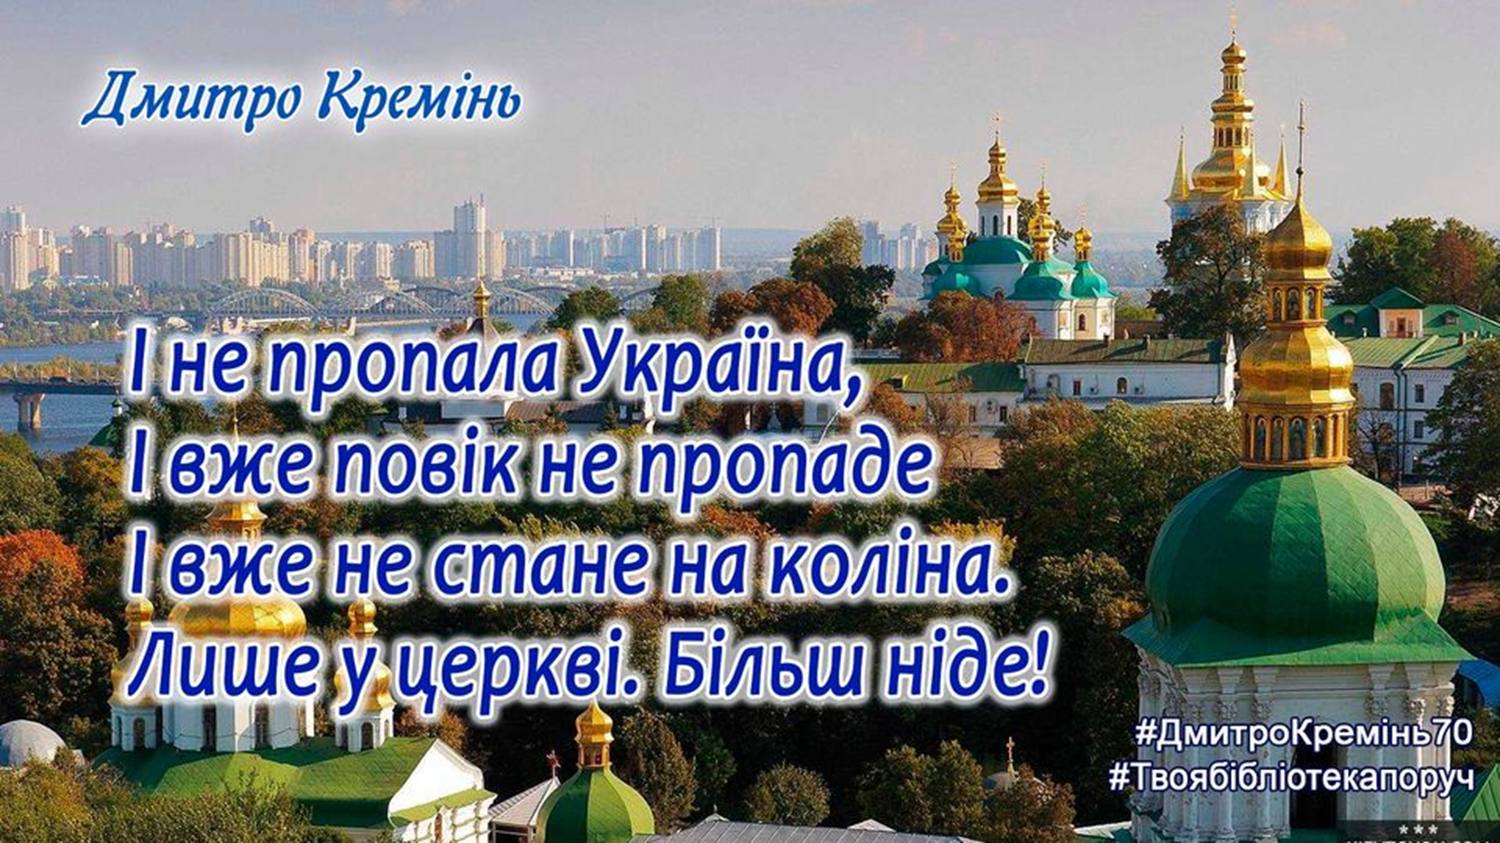 Дмитро Кремінь
І не пропала Україна,
І вже повік не пропаде
І вже не стане на коліна.
Лише у церкві. Більш ніде!
#ДмитроКремінь70
#Твоябібліотекапоруч
***